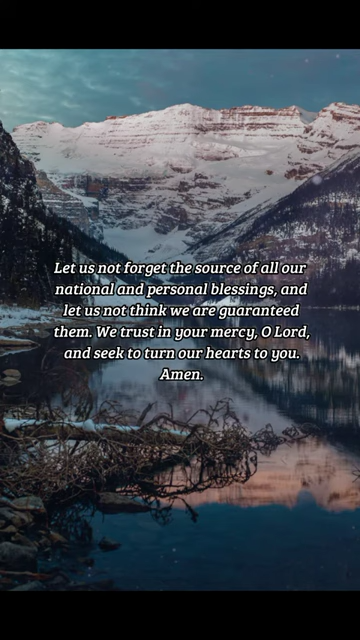 Let us not forget the source of all our
national and personal blessings, and
let us not think we are guaranteed
them. We trust in your mercy, O Lord,
and seek to turn our hearts to you.
Amen.